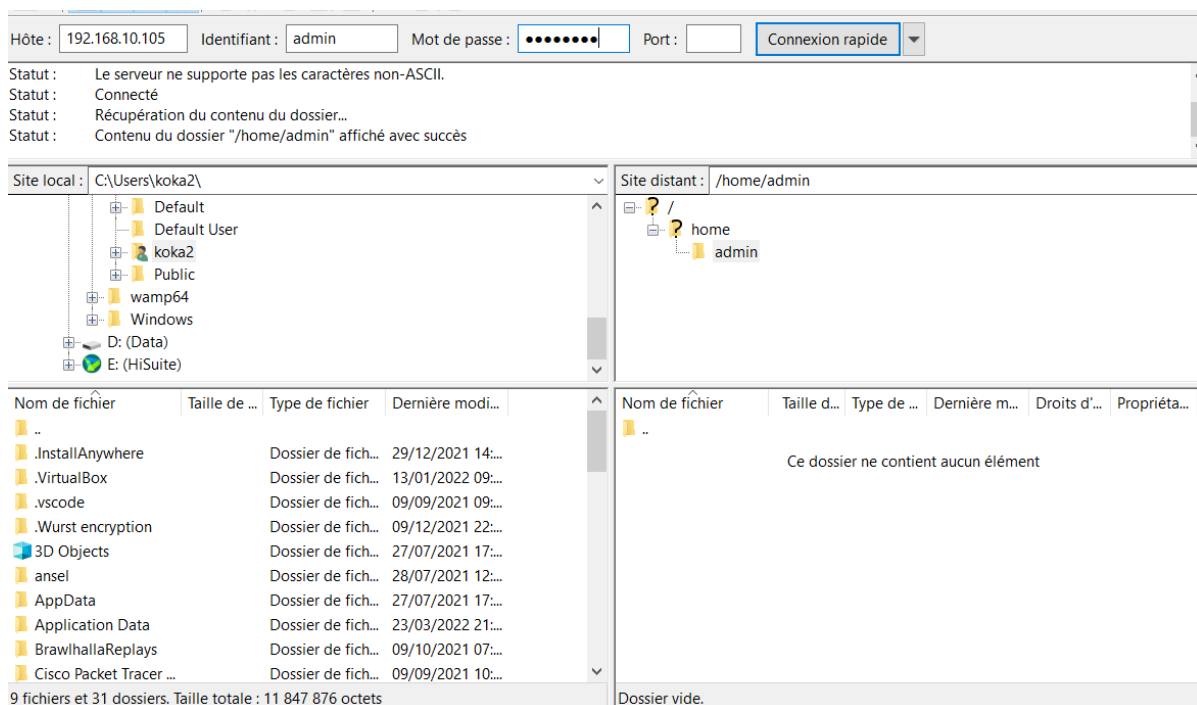 Hôte : 192.168.10.105 Identifiant : admin Mot de passe : ●●●●●●●● Port : Connexion rapide
Statut : Le serveur ne supporte pas les caractères non-ASCII.
Statut : Connecté
Statut : Récupération du contenu du dossier...
Statut : Contenu du dossier "/home/admin" affiché avec succès
Site local : C:\Users\koka2\
Default
Default User
koka2
Public
wamp64
Windows
D: (Data)
E: (HiSuite)
Site distant : /home/admin
/
home
admin
Nom de fichier Taille de ... Type de fichier Dernière modi...
..
.InstallAnywhere Dossier de fich... 29/12/2021 14:...
.VirtualBox Dossier de fich... 13/01/2022 09:...
.vscode Dossier de fich... 09/09/2021 09:...
.Wurst encryption Dossier de fich... 09/12/2021 22:...
3D Objects Dossier de fich... 27/07/2021 17:...
ansel Dossier de fich... 28/07/2021 12:...
AppData Dossier de fich... 27/07/2021 17:...
Application Data Dossier de fich... 23/03/2022 21:...
BrawlhallaReplays Dossier de fich... 09/10/2021 07:...
Cisco Packet Tracer ... Dossier de fich... 09/09/2021 10:...
9 fichiers et 31 dossiers. Taille totale : 11 847 876 octets
Nom de fichier Taille d... Type de ... Dernière m... Droits d'... Propriéta...
..
Ce dossier ne contient aucun élément
Dossier vide.